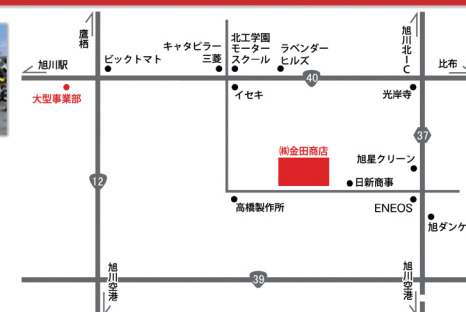 鷹栖
旭川駅
大型事業部
ビックトマト
キャタピラー
三菱
北工学園
モーター
スクール
ラベンダー
ヒルズ
イセキ
40
旭川北IC
比布
光岸寺
37
㈱金田商店
旭星クリーン
日新商事
12
高橋製作所
ENEOS
旭ダンケ
旭川空港
39
旭川空港